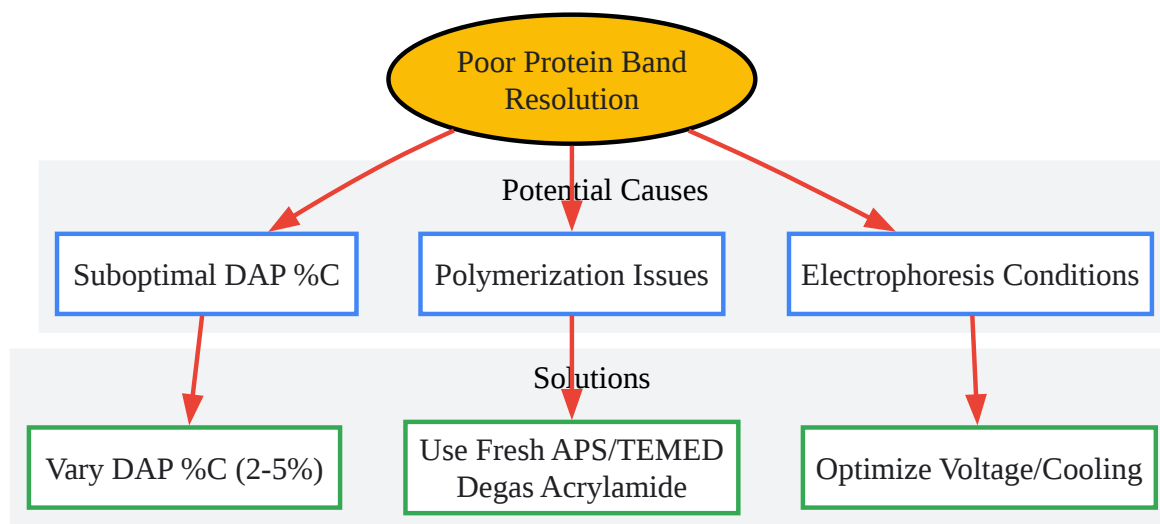 Poor Protein Band
Resolution
Potential Causes
Suboptimal DAP %C
Polymerization Issues
Electrophoresis Conditions
Solutions
Vary DAP %C (2-5%)
Use Fresh APS/TEMED
Degas Acrylamide
Optimize Voltage/Cooling